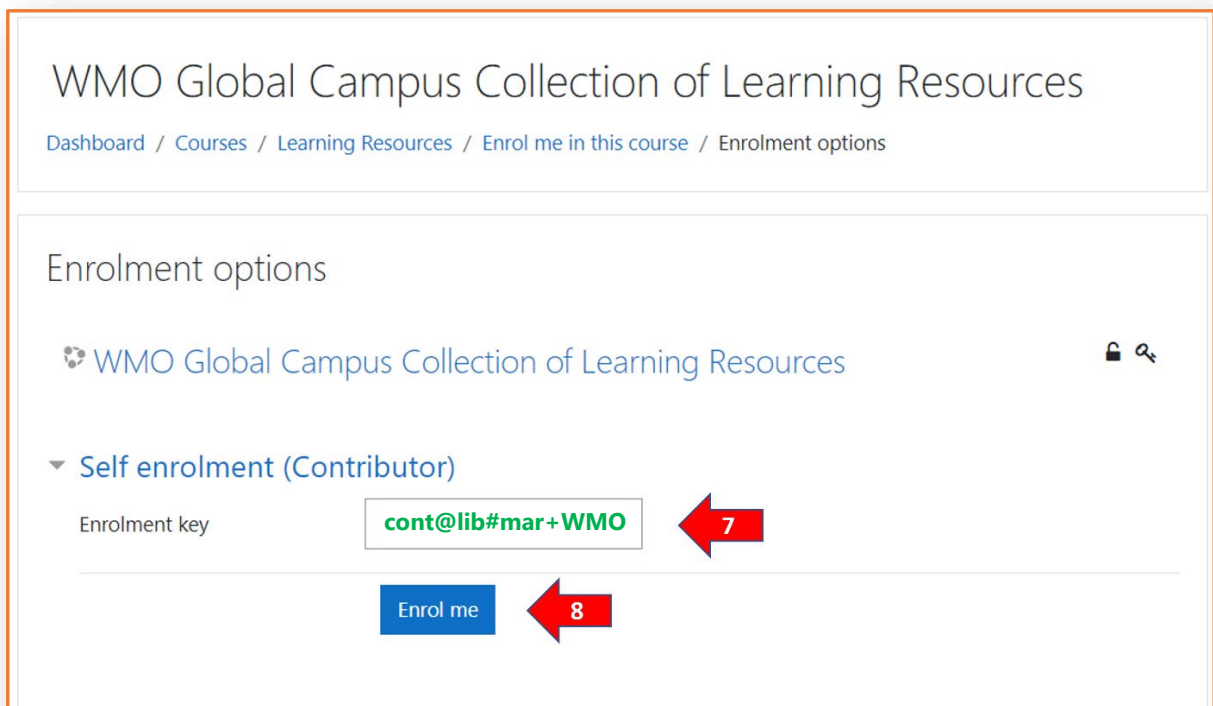 WMO Global Campus Collection of Learning Resources
Dashboard / Courses / Learning Resources / Enrol me in this course / Enrolment options
Enrolment options
WMO Global Campus Collection of Learning Resources
Self enrolment (Contributor)
Enrolment key cont@lib#mar+WMO 7
Enrol me 8